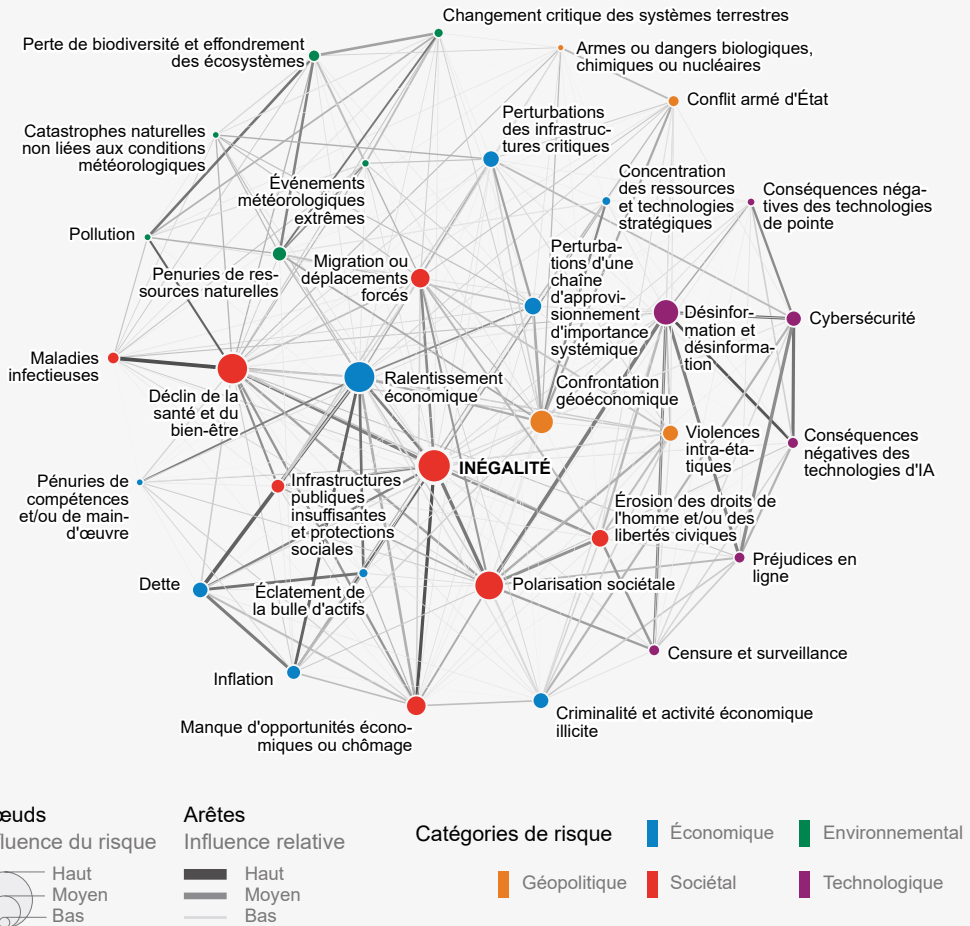 Changement critique des systèmes terrestres
Perte de biodiversité et effondrement
des écosystèmes
Armes ou dangers biologiques,
chimiques ou nucléaires
Conflit armé d'État
Perturbations
des infrastruc-
tures critiques
Catastrophes naturelles
non liées aux conditions
météorologiques
Événements
météorologiques
extrêmes
Concentration
des ressources
et technologies
stratégiques
Conséquences néga-
tives des technologies
de pointe
Pollution
Penuries de res-
sources naturelles
Migration ou
déplacements
forcés
Perturba-
tions d'une
chaîne
d'approvi-
sionnement
d'importance
systémique
Désinfor-
mation et
désinforma-
tion
Cybersécurité
Maladies
infectieuses
Déclin de la
santé et du
bien-être
Ralentissement
économique
Confrontation
géoéconomique
Violences
intra-éta-
tiques
Conséquences
négatives des
technologies d'IA
INÉGALITÉ
Pénuries de
compétences
et/ou de main-
d'œuvre
Infrastructures
publiques
insuffisantes
et protections
sociales
Érosion des droits de
l'homme et/ou des
libertés civiques
Préjudices en
ligne
Dette
Éclatement de
la bulle d'actifs
Polarisation sociétale
Censure et surveillance
Inflation
Manque d'opportunités écono-
miques ou chômage
Criminalité et activité économique
illicite
œuds
fluence du risque
Haut
Moyen
Bas
Arêtes
Influence relative
Haut
Moyen
Bas
Catégories de risque
Économique
Environnemental
Géopolitique
Sociétal
Technologique